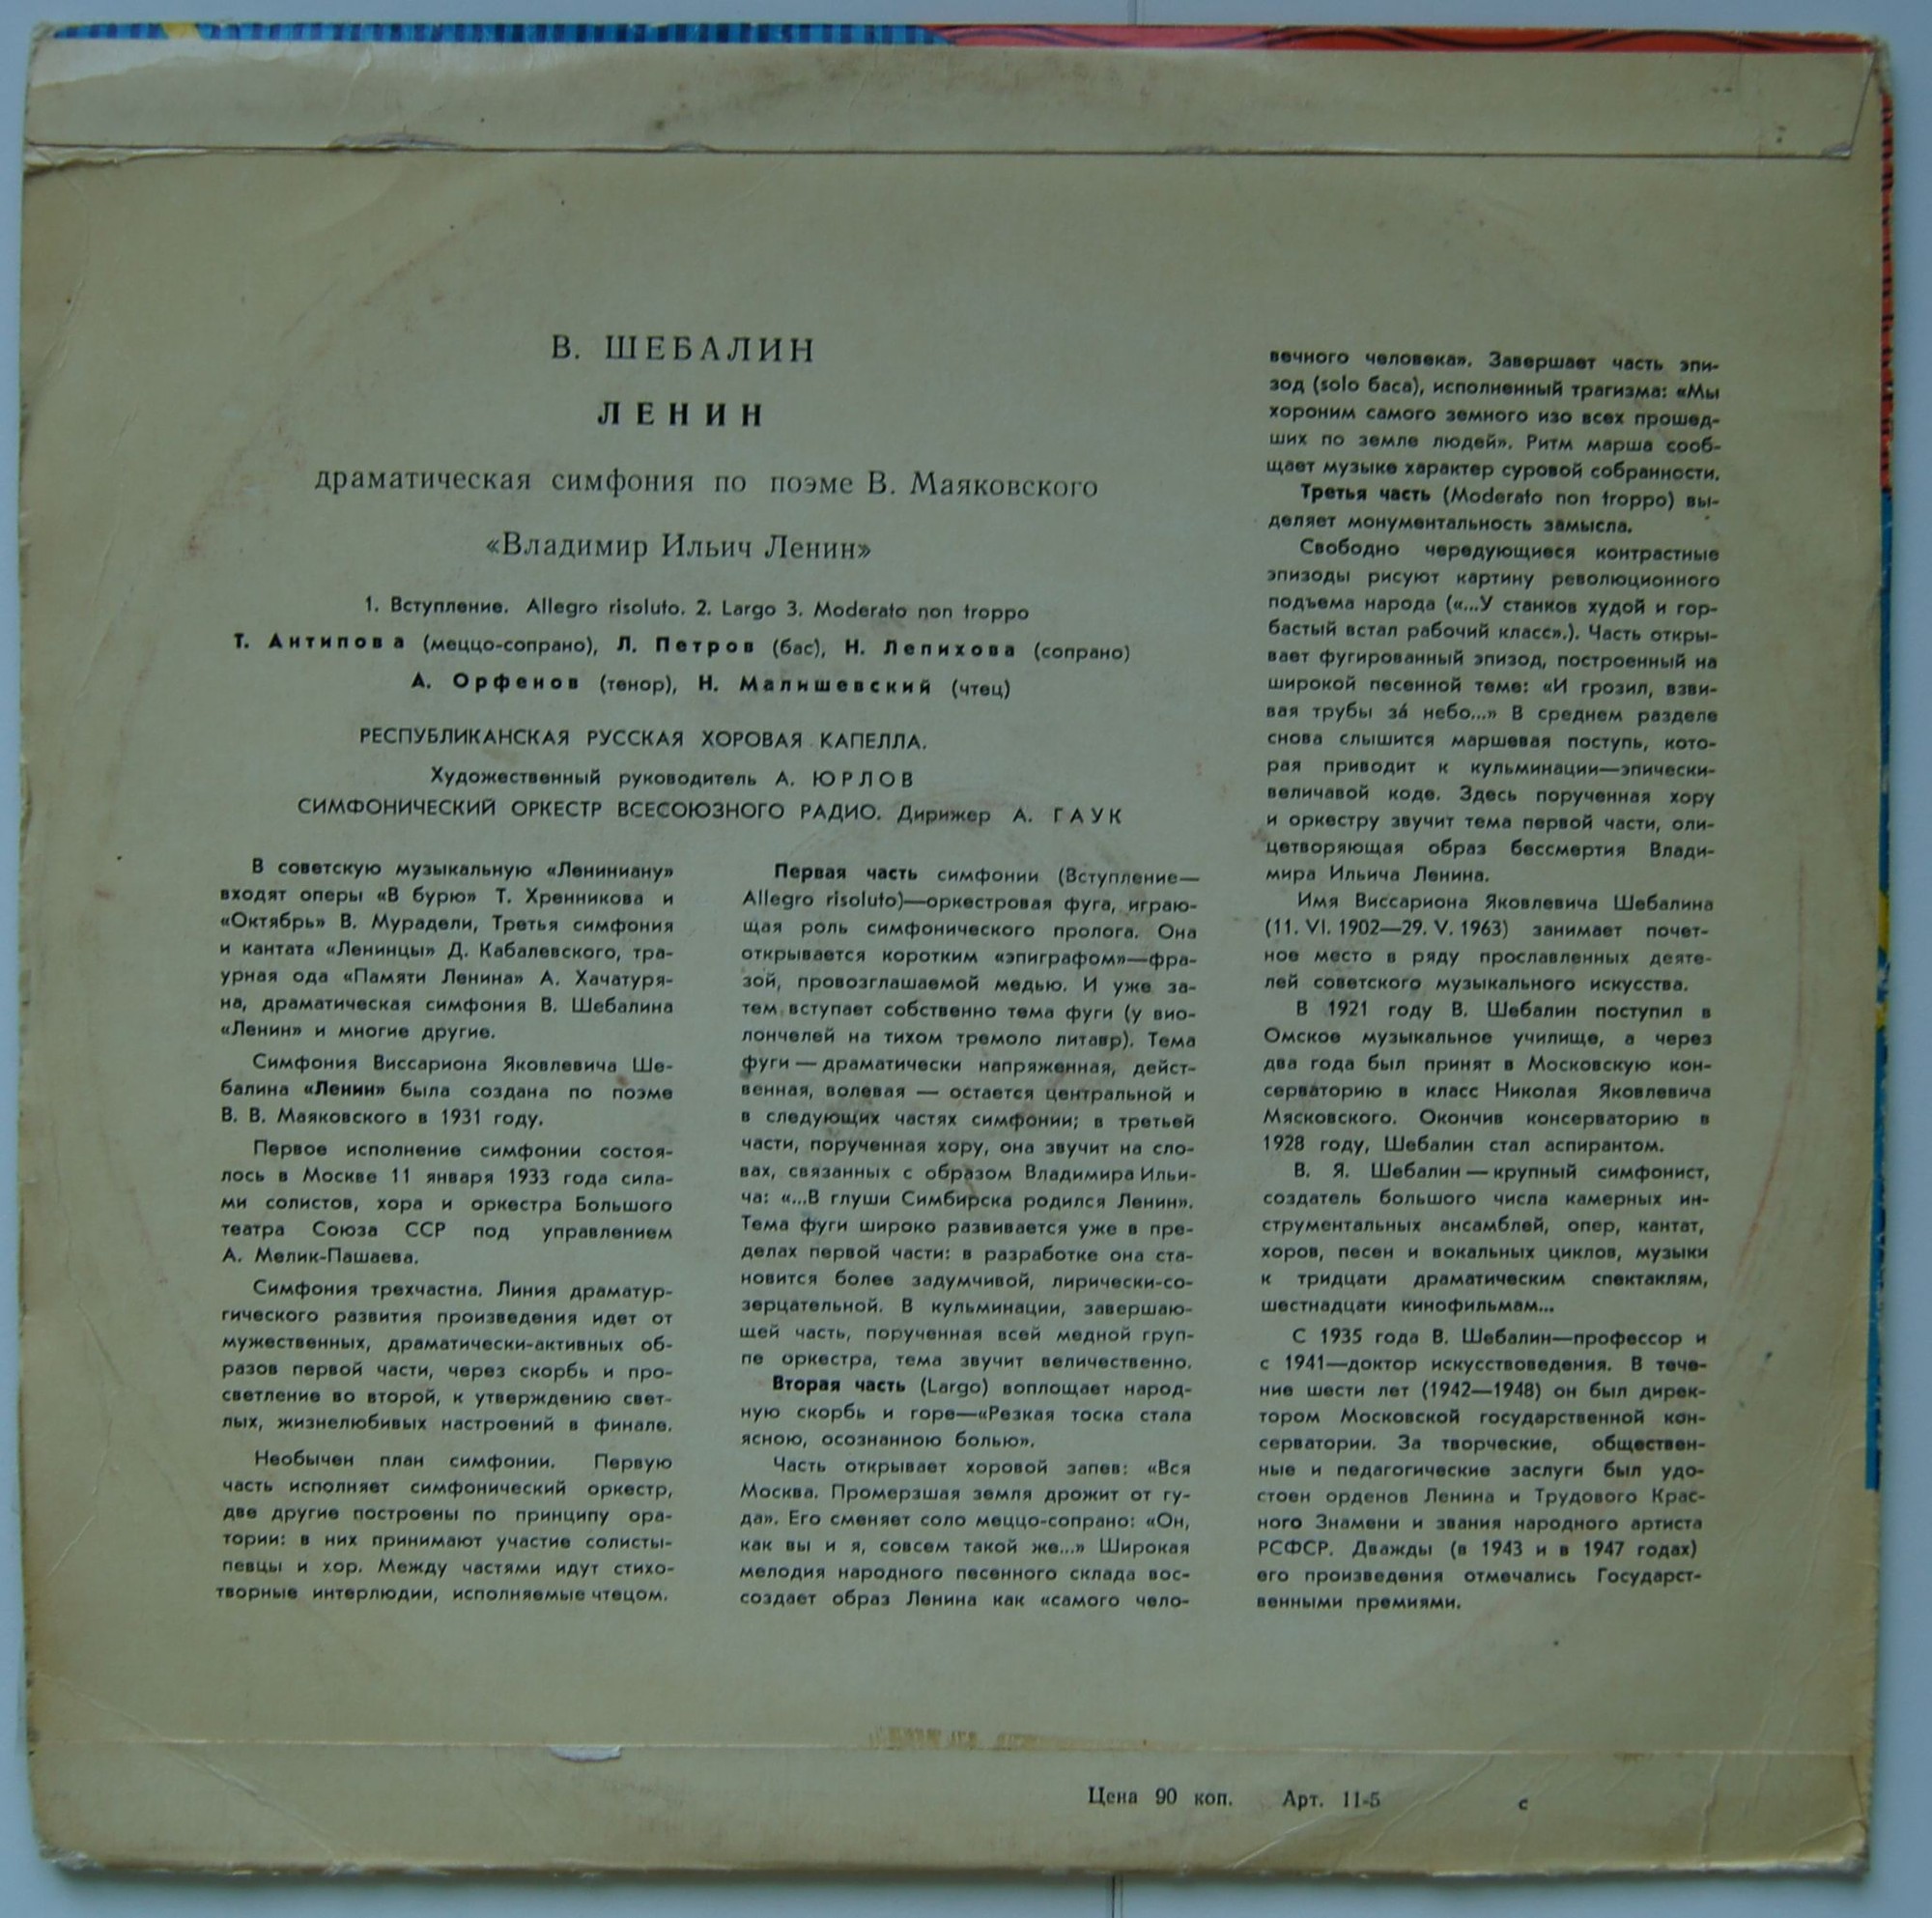 В. ШЕБАЛИН
ЛЕНИН
драматическая симфония по поэме В. Маяковского
«Владимир Ильич Ленин»
1. Вступление. Allegro risoluto. 2. Largo 3. Moderato non troppo
Т. Антипова (меццо-сопрано), Л. Петров (бас), Н. Лепихова (сопрано)
А. Орфенов (тенор), Н. Малишевский (чтец)
РЕСПУБЛИКАНСКАЯ РУССКАЯ ХОРОВАЯ КАПЕЛЛА.
Художественный руководитель А. ЮРЛОВ
СИМФОНИЧЕСКИЙ ОРКЕСТР ВСЕСОЮЗНОГО РАДИО. Дирижер А. ГАУК
В советскую музыкальную «Лениниану»
входят оперы «В бурю» Т. Хренникова и
«Октябрь» В. Мурадели, Третья симфония
и кантата «Ленинцы» Д. Кабалевского, тра-
урная ода «Памяти Ленина» А. Хачатуря-
на, драматическая симфония В. Шебалина
«Ленин» и многие другие.
Симфония Виссариона Яковлевича Ше-
балина «Ленин» была создана по поэме
В. В. Маяковского в 1931 году.
Первое исполнение симфонии состоя-
лось в Москве 11 января 1933 года сила-
ми солистов, хора и оркестра Большого
театра Союза ССР под управлением
А. Мелик-Пашаева.
Симфония трехчастна. Линия драматур-
гического развития произведения идет от
мужественных, драматически-активных об-
разов первой части, через скорбь и про-
светление во второй, к утверждению свет-
лых, жизнелюбивых настроений в финале.
Необычен план симфонии. Первую
часть исполняет симфонический оркестр,
две другие построены по принципу ора-
тории: в них принимают участие солисты-
певцы и хор. Между частями идут стихо-
творные интерлюдии, исполняемые чтецом.
Первая часть симфонии (Вступление—
Allegro risoluto)—оркестровая фуга, играю-
щая роль симфонического пролога. Она
открывается коротким «эпиграфом»—фра-
зой, провозглашаемой медью. И уже за-
тем вступает собственно тема фуги (у вио-
лончелей на тихом тремоло литавр). Тема
фуги — драматически напряженная, дейст-
венная, волевая — остается центральной и
в следующих частях симфонии; в третьей
части, порученная хору, она звучит на сло-
вах, связанных с образом Владимира Ильи-
ча: «...В глуши Симбирска родился Ленин».
Тема фуги широко развивается уже в пре-
делах первой части: в разработке она ста-
новится более задумчивой, лирически-со-
зерцательной. В кульминации, завершаю-
щей часть, порученная всей медной груп-
пе оркестра, тема звучит величественно.
Вторая часть (Largo) воплощает народ-
ную скорбь и горе—«Резкая тоска стала
ясною, осознанною болью».
Часть открывает хоровой запев: «Вся
Москва. Промерзшая земля дрожит от гу-
да». Его сменяет соло меццо-сопрано: «Он,
как вы и я, совсем такой же...» Широкая
мелодия народного песенного склада вос-
создает образ Ленина как «самого чело-
вечного человека». Завершает часть эпи-
зод (solo баса), исполненный трагизма: «Мы
хороним самого земного изо всех прошед-
ших по земле людей». Ритм марша сооб-
щает музыке характер суровой собранности.
Третья часть (Moderato non troppo) вы-
деляет монументальность замысла.
Свободно чередующиеся контрастные
эпизоды рисуют картину революционного
подъема народа («...У станков худой и гор-
бастый встал рабочий класс».). Часть откры-
вает фугированный эпизод, построенный на
широкой песенной теме: «И грозил, взви-
вая трубы зá небо...» В среднем разделе
снова слышится маршевая поступь, кото-
рая приводит к кульминации—эпически-
величавой коде. Здесь порученная хору
и оркестру звучит тема первой части, оли-
цетворяющая образ бессмертия Влади-
мира Ильича Ленина.
Имя Виссариона Яковлевича Шебалина
(11. VI. 1902—29. V. 1963) занимает почет-
ное место в ряду прославленных деяте-
лей советского музыкального искусства.
В 1921 году В. Шебалин поступил в
Омское музыкальное училище, а через
два года был принят в Московскую кон-
серваторию в класс Николая Яковлевича
Мясковского. Окончив консерваторию в
1928 году, Шебалин стал аспирантом.
В. Я. Шебалин — крупный симфонист,
создатель большого числа камерных ин-
струментальных ансамблей, опер, кантат,
хоров, песен и вокальных циклов, музыки
к тридцати драматическим спектаклям,
шестнадцати кинофильмам...
С 1935 года В. Шебалин—профессор и
с 1941—доктор искусствоведения. В тече-
ние шести лет (1942—1948) он был дирек-
тором Московской государственной кон-
серватории. За творческие, обществен-
ные и педагогические заслуги был удо-
стоен орденов Ленина и Трудового Крас-
ного Знамени и звания народного артиста
РСФСР. Дважды (в 1943 и в 1947 годах)
его произведения отмечались Государст-
венными премиями.
Цена 90 коп. Арт. 11-5 с